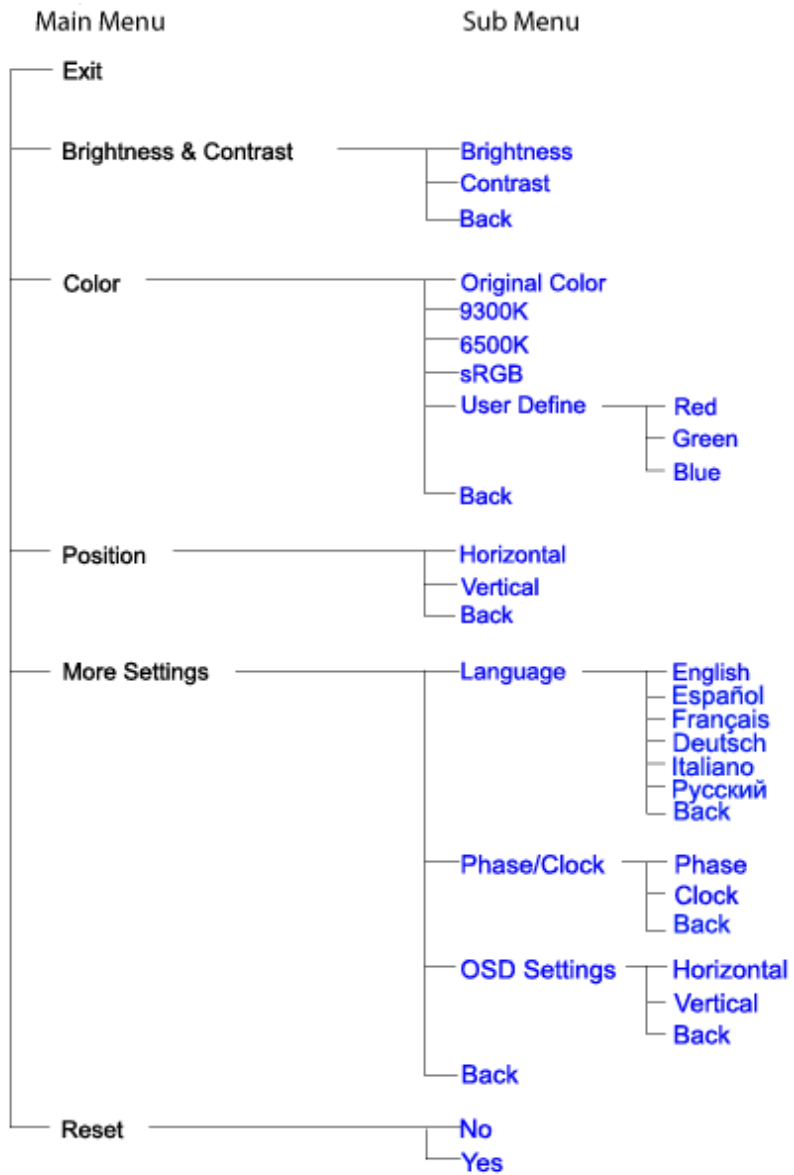 Main Menu Sub Menu
Exit
Brightness & Contrast Brightness
Contrast
Back
Color Original Color
9300K
6500K
sRGB
User Define Red
Green
Blue
Back
Position Horizontal
Vertical
Back
More Settings Language English
Español
Français
Deutsch
Italiano
Русский
Back
Phase/Clock Phase
Clock
Back
OSD Settings Horizontal
Vertical
Back
Back
Reset No
Yes